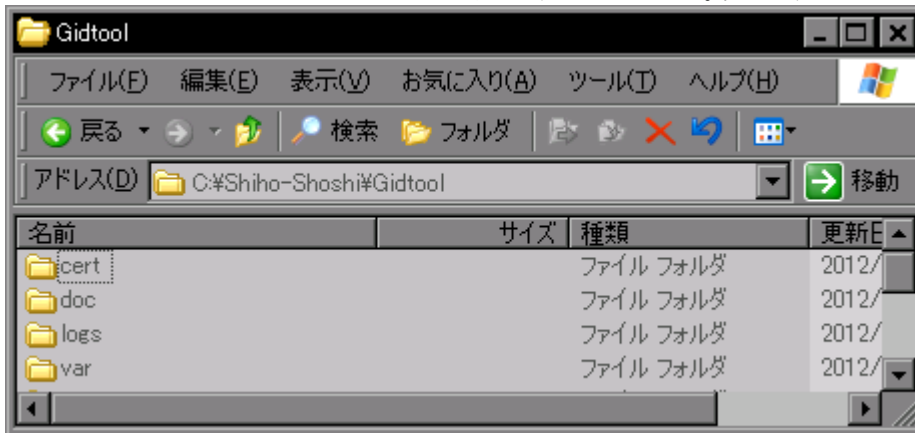 Gidtool
ファイル(F) 編集(E) 表示(V) お気に入り(A) ツール(T) ヘルプ(H)
戻る 検索 フォルダ
アドレス(D) C:¥Shiho-Shoshi¥Gidtool 移動
名前 サイズ 種類 更新日
cert ファイル フォルダ 2012/
doc ファイル フォルダ 2012/
logs ファイル フォルダ 2012/
var ファイル フォルダ 2012/